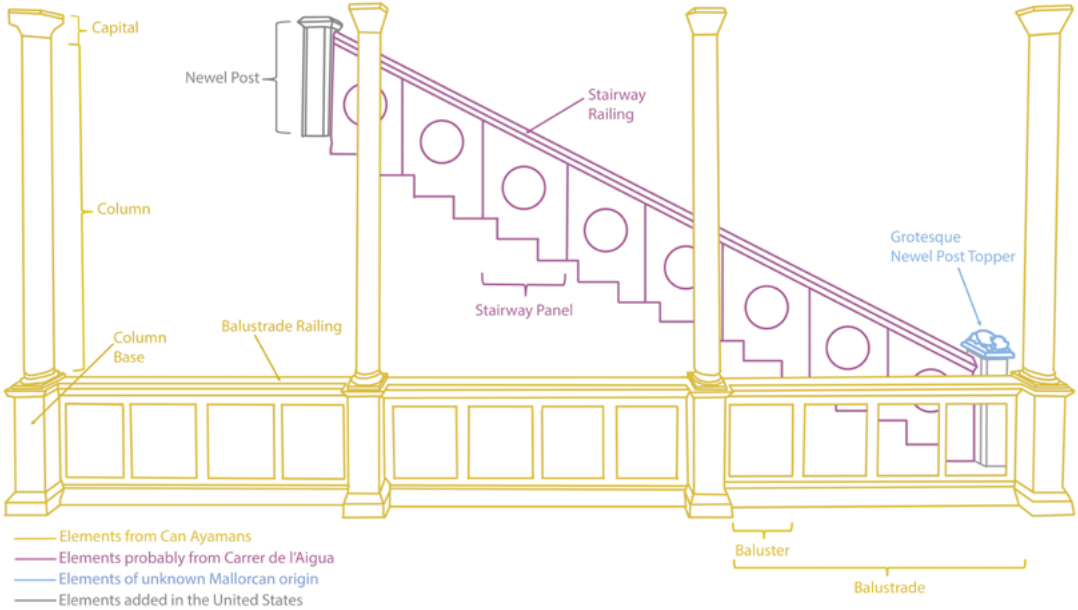 Capital
Newel Post
Stairway
Railing
Column
Grotesque
Newel Post Topper
Stairway Panel
Balustrade Railing
Column
Base
Elements from Can Ayamans
Elements probably from Carrer de l'Aigua
Elements of unknown Mallorcan origin
Elements added in the United States
Baluster
Balustrade